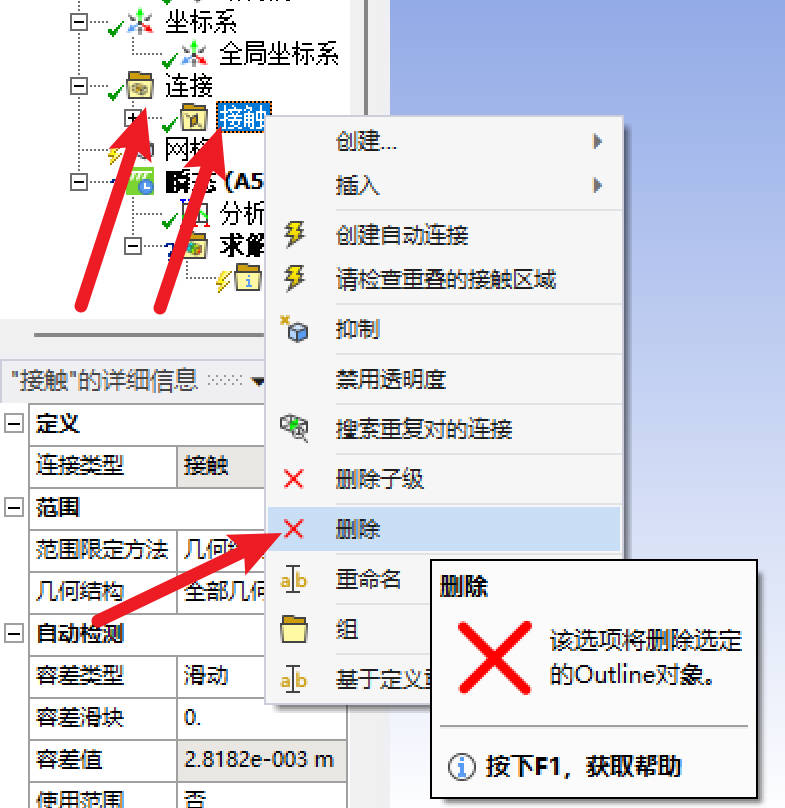 坐标系
全局坐标系
连接
接触
网格
瞬态 (A5
分析
求解
"接触"的详细信息
定义
连接类型 接触
范围
范围限定方法 几何
几何结构 全部几何
自动检测
容差类型 滑动
容差滑块 0.
容差值 2.8182e-003 m
使用范围 否
创建...
插入
创建自动连接
请检查重叠的接触区域
抑制
禁用透明度
搜索重复对的连接
删除子级
删除
重命名
组
基于定义重
删除
该选项将删除选定
的Outline对象。
按下F1，获取帮助